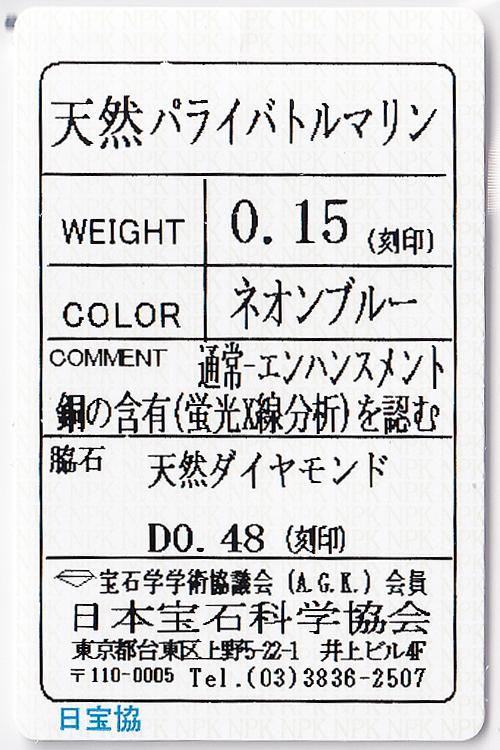 天然パライバトルマリン
WEIGHT 0.15 (刻印)
COLOR ネオンブルー
COMMENT 通常-エンハンスメント
銅の含有(蛍光X線分析)を認む
脇石 天然ダイヤモンド
D0.48 (刻印)
宝石学学術協議会 (A.G.K.) 会員
日本宝石科学協会
東京都台東区上野5-22-1 井上ビル4F
〒110-0005 Tel.(03)3836-2507
日宝協